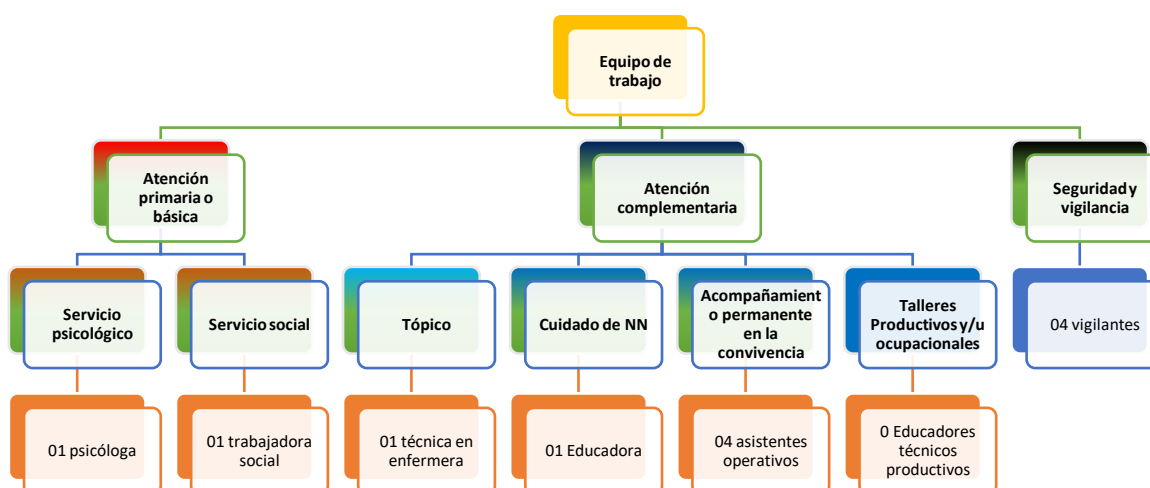 Equipo de
trabajo
Atención
primaria o
básica
Atención
complementaria
Seguridad y
vigilancia
Servicio
psicológico
Servicio social
Tópico
Cuidado de NN
Acompañamient
o permanente
en la
convivencia
Talleres
Productivos y/u
ocupacionales
04 vigilantes
01 psicóloga
01 trabajadora
social
01 técnica en
enfermera
01 Educadora
04 asistentes
operativos
0 Educadores
técnicos
productivos